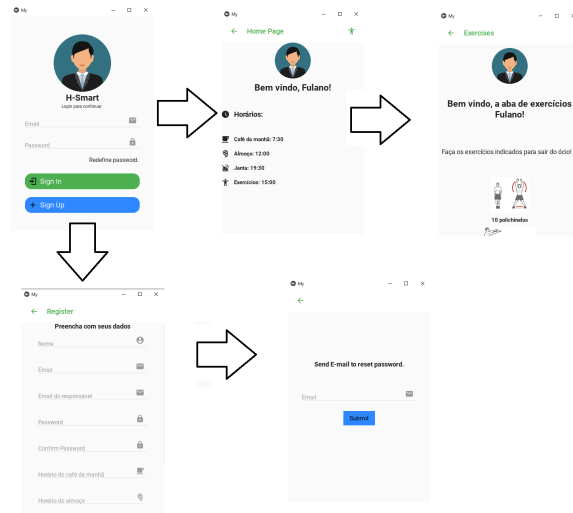 My
H-Smart
Login para continuar
Email
Password
Redefine password.
Sign In
Sign Up
My
Home Page
Bem vindo, Fulano!
Horários:
Café da manhã: 7:30
Almoço: 12:00
Janta: 19:30
Exercícios: 15:00
My
Exercises
Bem vindo, a aba de exercícios
Fulano!
Faça os exercícios indicados para sair do ócio!
10 polichinelos
My
Register
Preencha com seus dados
Nome
Email
Email do responsável
Password
Confirm Password
Horário do café da manhã
Horário do almoço
My
Send E-mail to reset password.
Email
Submit